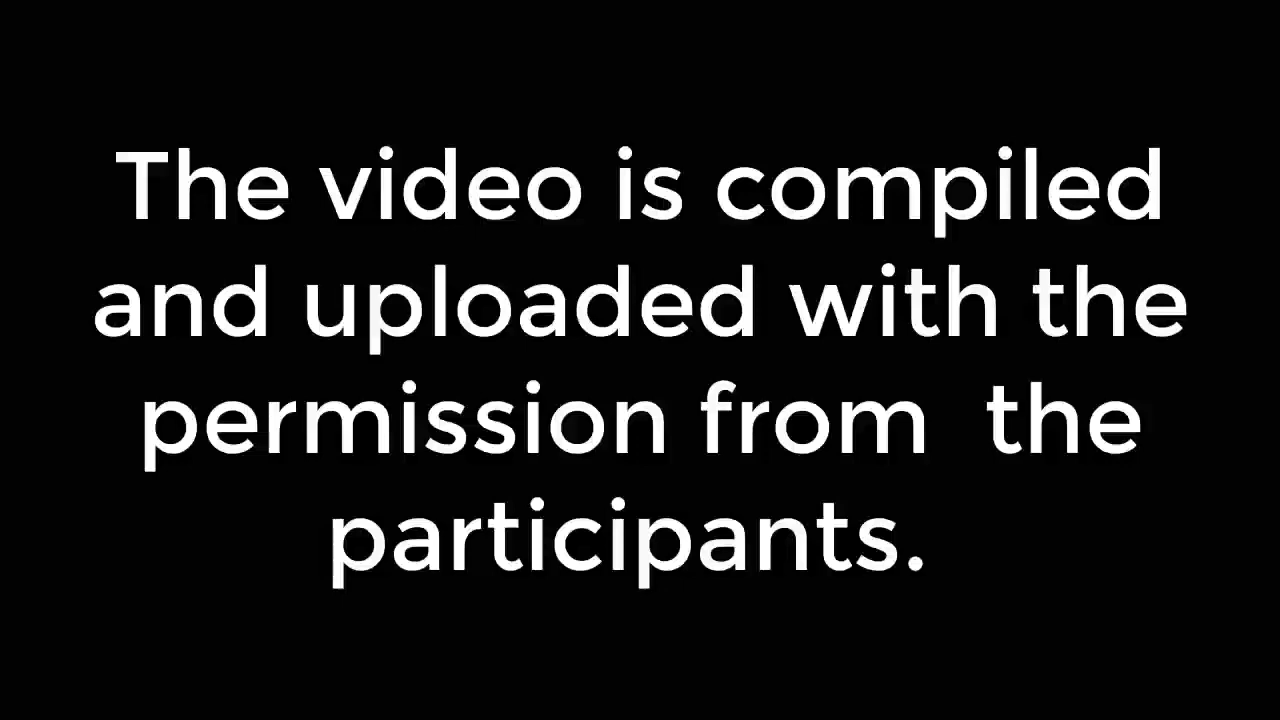 The video is compiled
and uploaded with the
permission from  the
participants.